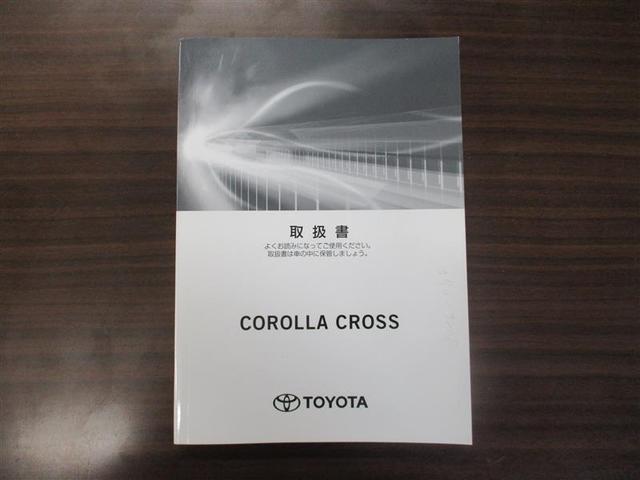 取扱書
よくお読みになってご使用ください。
取扱書は車の中に保管しましょう。
COROLLA CROSS
TOYOTA